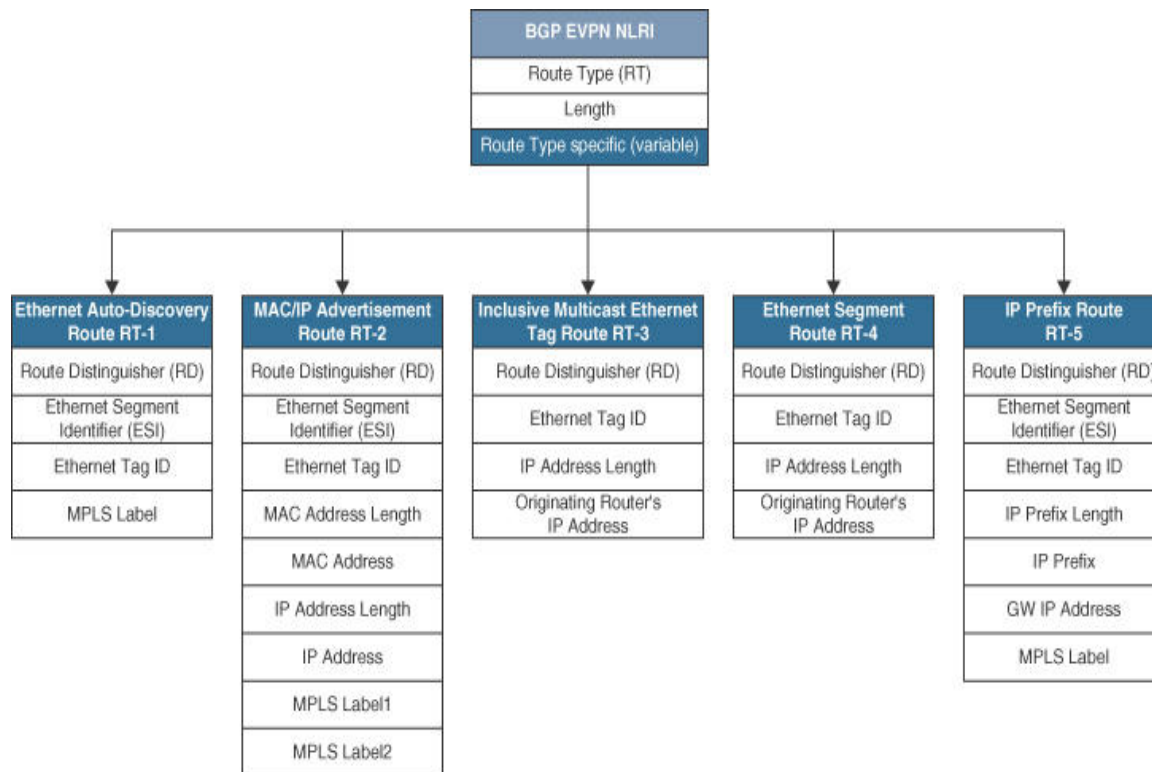 BGP EVPN NLRI
Route Type (RT)
Length
Route Type specific (variable)
Ethernet Auto-Discovery
Route RT-1
Route Distinguisher (RD)
Ethernet Segment
Identifier (ESI)
Ethernet Tag ID
MPLS Label
MAC/IP Advertisement
Route RT-2
Route Distinguisher (RD)
Ethernet Segment
Identifier (ESI)
Ethernet Tag ID
MAC Address Length
MAC Address
IP Address Length
IP Address
MPLS Label1
MPLS Label2
Inclusive Multicast Ethernet
Tag Route RT-3
Route Distinguisher (RD)
Ethernet Tag ID
IP Address Length
Originating Router's
IP Address
Ethernet Segment
Route RT-4
Route Distinguisher (RD)
Ethernet Tag ID
IP Address Length
Originating Router's
IP Address
IP Prefix Route
RT-5
Route Distinguisher (RD)
Ethernet Segment
Identifier (ESI)
Ethernet Tag ID
IP Prefix Length
IP Prefix
GW IP Address
MPLS Label